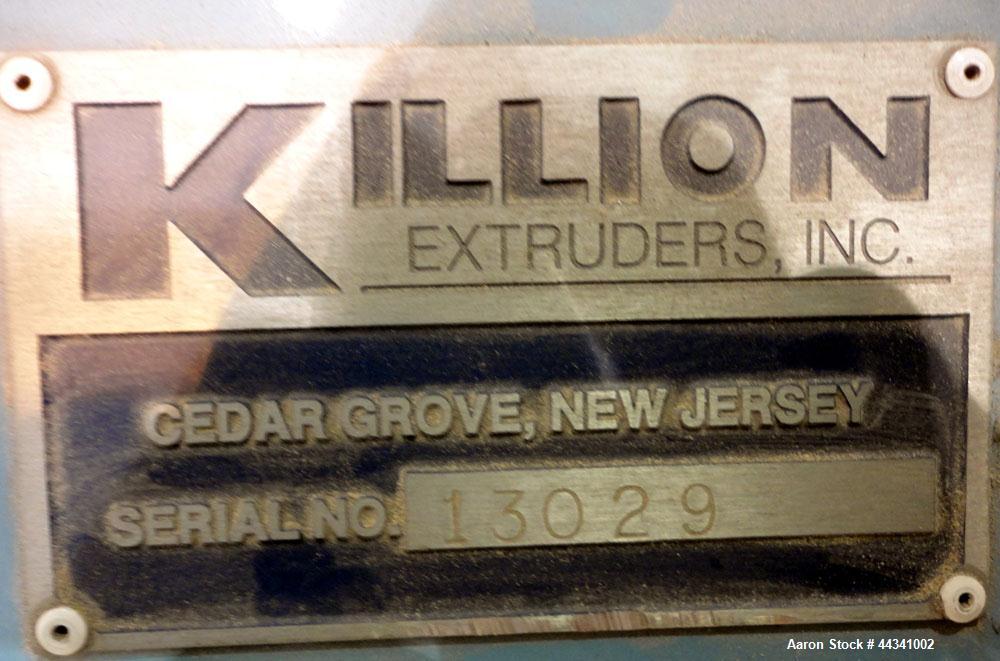 KILLION
EXTRUDERS, INC.
CEDAR GROVE, NEW JERSEY
SERIAL NO. 13029
Aaron Stock # 44341002